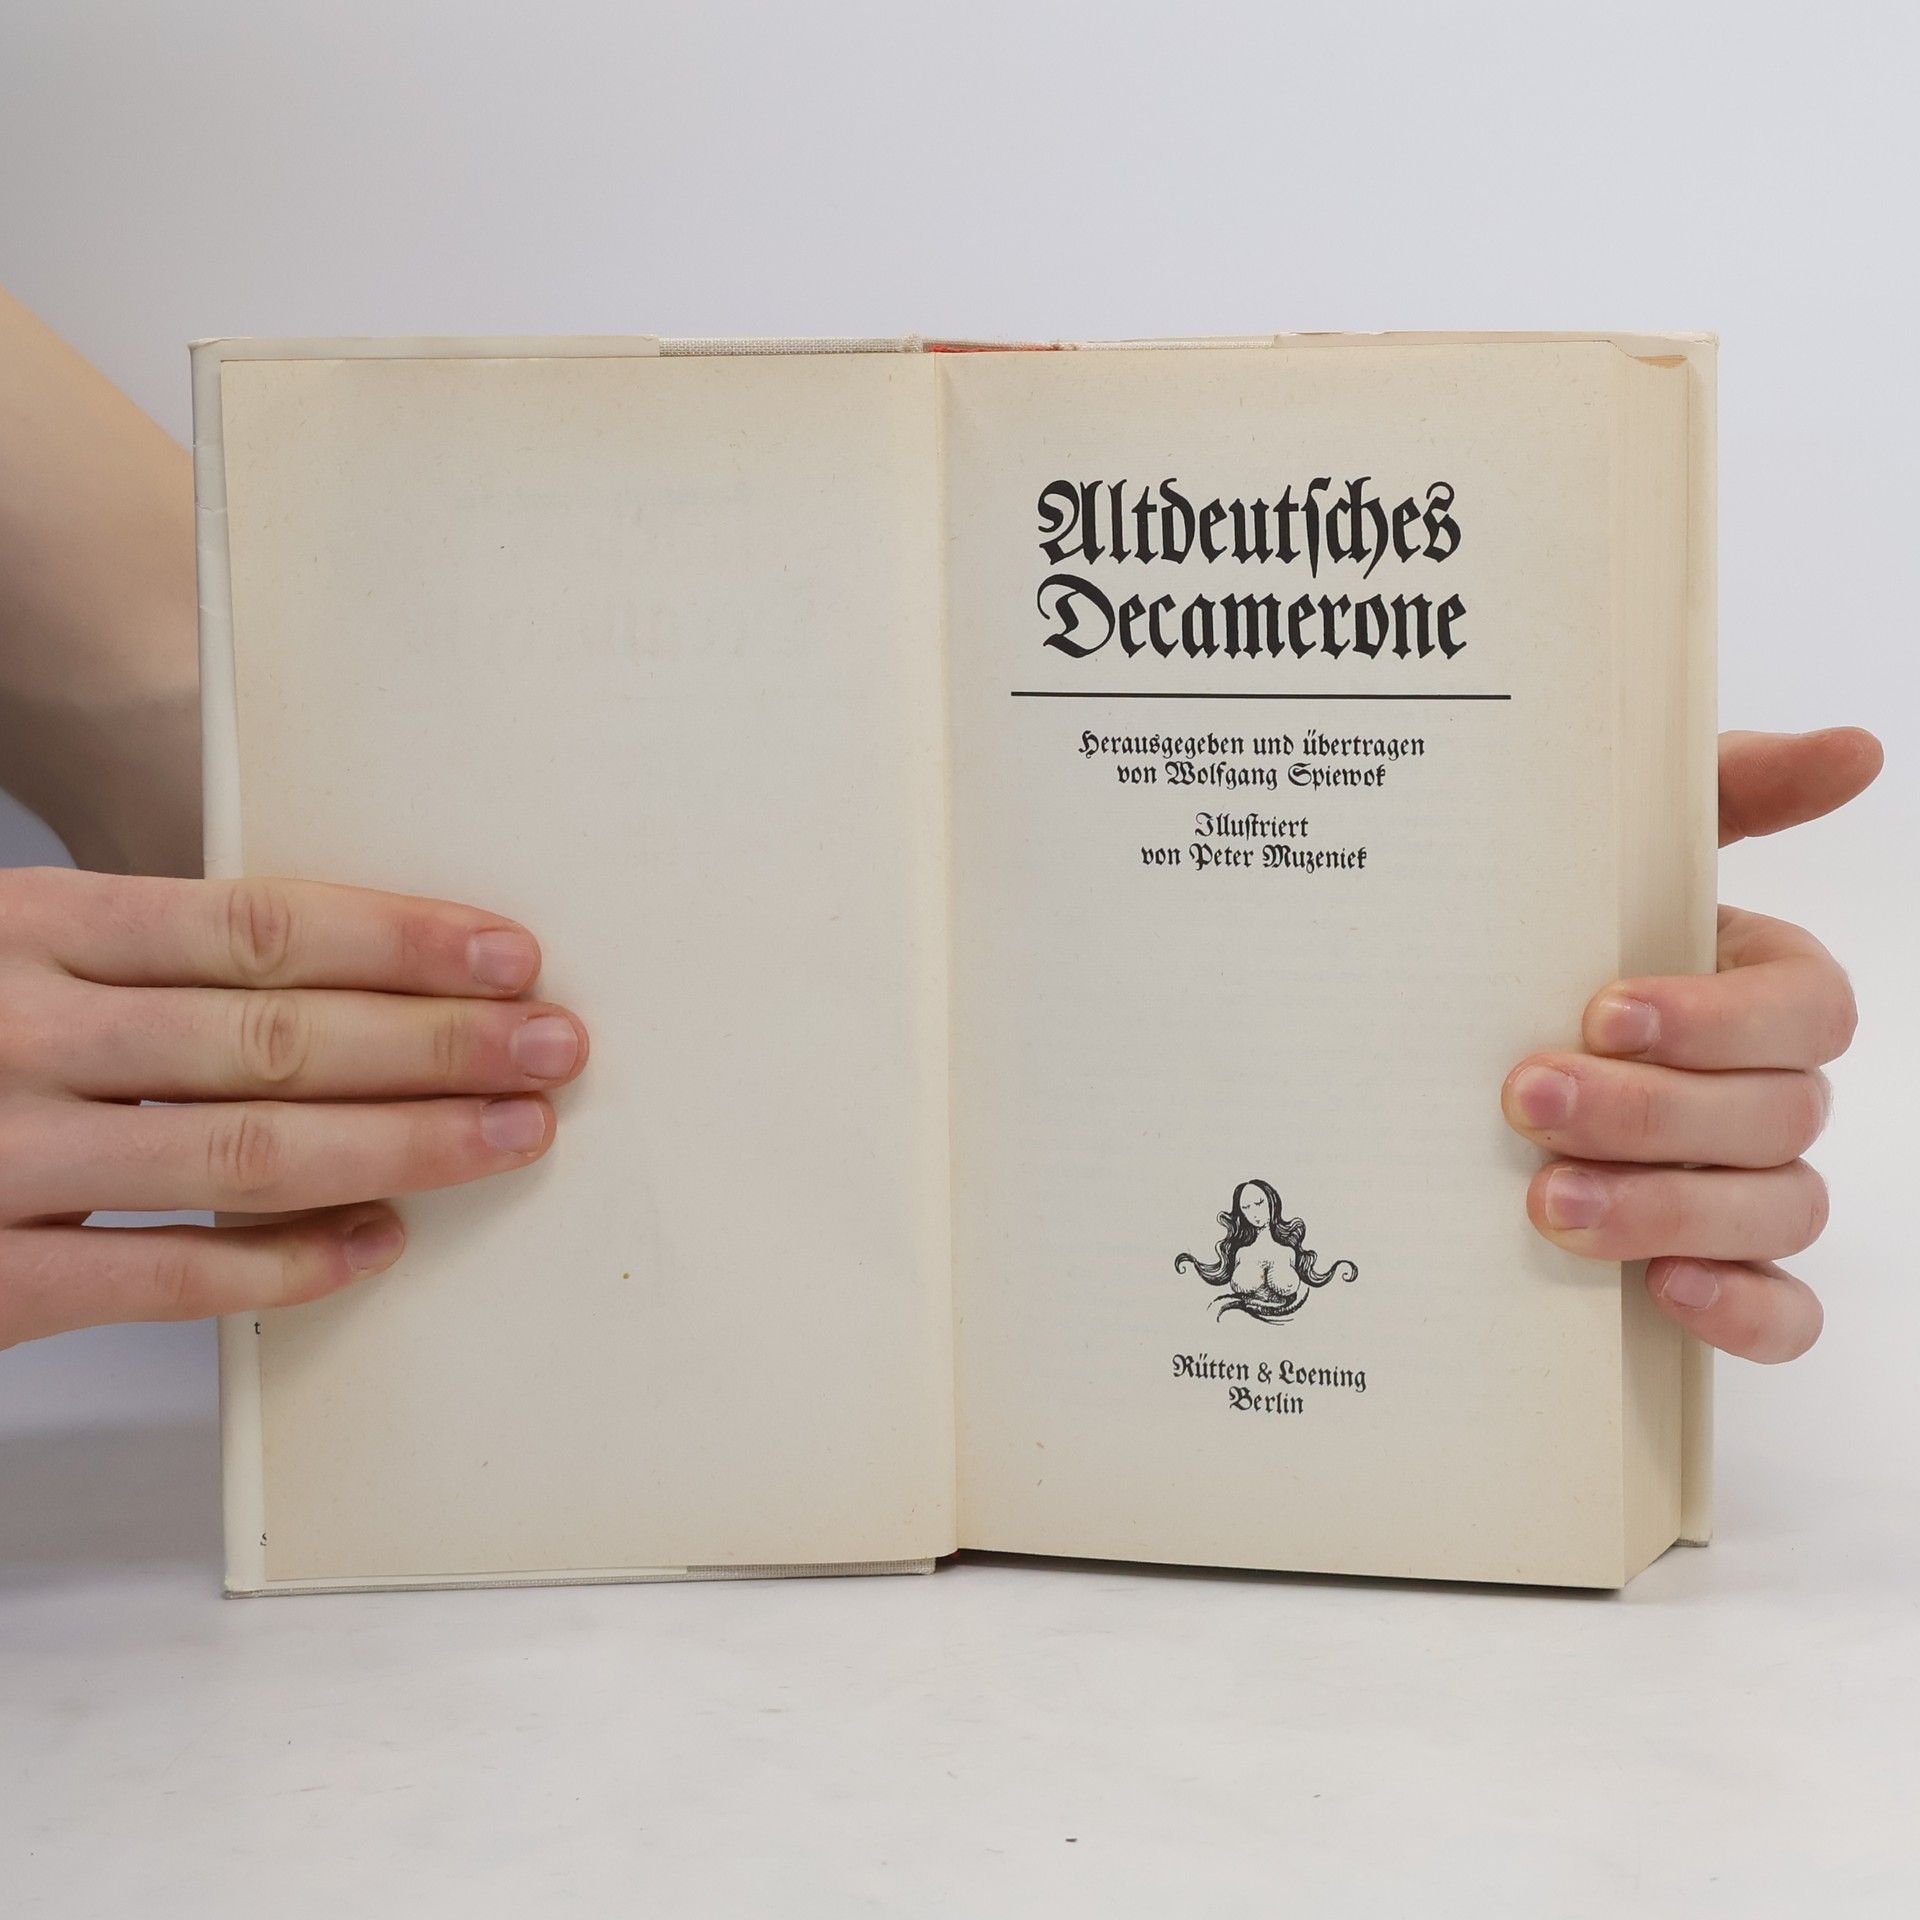 Altdeutſches
Decamerone
Herausgegeben und übertragen
von Wolfgang Spiewok
Illuſtriert
von Peter Muzeniek
Rütten & Loening
Berlin
t
S